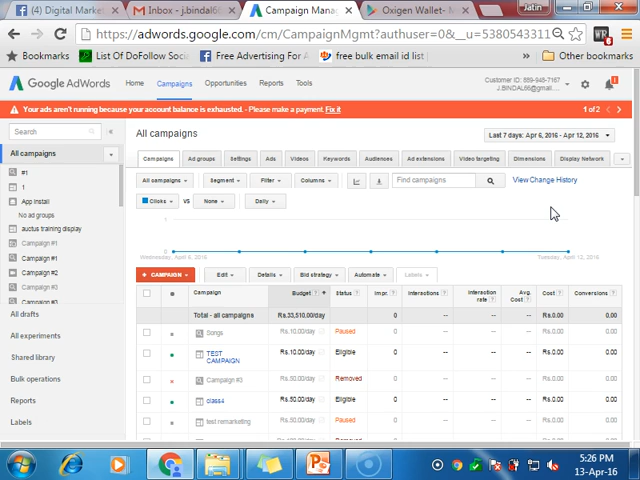 (4) Digital Market
Inbox - j.bindal6
Campaign Mana
Oxigen Wallet- M
Jatin
https://adwords.google.com/cm/CampaignMgmt?authuser=0&__u=5380543311
Bookmarks
List Of DoFollow Soci
Free Advertising For
free bulk email id list
Other bookmarks
Google AdWords
Home
Campaigns
Opportunities
Reports
Tools
Customer ID: 889-948-7167
J.BINDAL66@gmail....
Your ads aren't running because your account balance is exhausted. - Please make a payment. Fix it
1 of 2
Search
All campaigns
Last 7 days: Apr 6, 2016 - Apr 12, 2016
All campaigns
#1
1
App install
No ad groups
auctus training display
Campaign #1
Campaign #1
Campaign #2
Campaign #3
All drafts
All experiments
Shared library
Bulk operations
Reports
Labels
Campaigns
Ad groups
Settings
Ads
Videos
Keywords
Audiences
Ad extensions
Video targeting
Dimensions
Display Network
All campaigns
Segment
Filter
Columns
Find campaigns
View Change History
Clicks
VS
None
Daily
1
0
Wednesday, April 6, 2016
Tuesday, April 12, 2016
+ CAMPAIGN
Edit
Details
Bid strategy
Automate
Labels
Campaign
Budget ?
Status ?
Impr. ?
Interactions ?
Interaction rate ?
Avg. Cost ?
Cost ?
Conversions ?
Total - all campaigns
Rs.33,510.00/day
0
--
--
--
Rs.0.00
0.00
Songs
Rs.10.00/day
Paused
0
--
--
--
Rs.0.00
0.00
TEST CAMPAIGN
Rs.10.00/day
Eligible
0
--
--
--
Rs.0.00
0.00
Campaign #3
Rs.50.00/day
Removed
0
--
--
--
Rs.0.00
0.00
class4
Rs.50.00/day
Eligible
0
--
--
--
Rs.0.00
0.00
test remarketing
Rs.50.00/day
Paused
0
--
--
--
Rs.0.00
0.00
5:26 PM
13-Apr-16